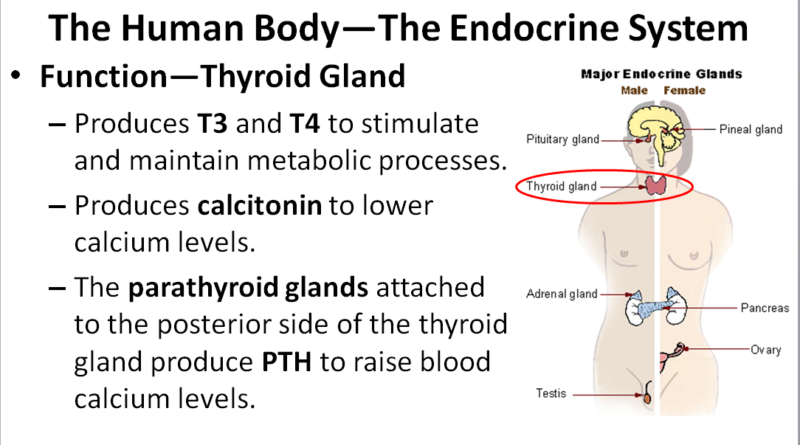 The Human Body—The Endocrine System
• Function—Thyroid Gland
– Produces T3 and T4 to stimulate
and maintain metabolic processes.
– Produces calcitonin to lower
calcium levels.
– The parathyroid glands attached
to the posterior side of the thyroid
gland produce PTH to raise blood
calcium levels.
Major Endocrine Glands
Male Female
Pituitary gland
Pineal gland
Thyroid gland
Adrenal gland
Pancreas
Ovary
Testis